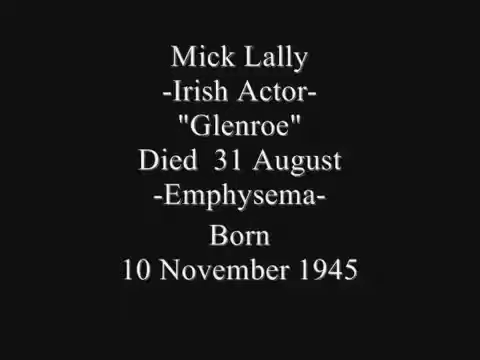 Mick Lally
-Irish Actor-
"Glenroe"
Died  31 August
-Emphysema-
Born
10 November 1945